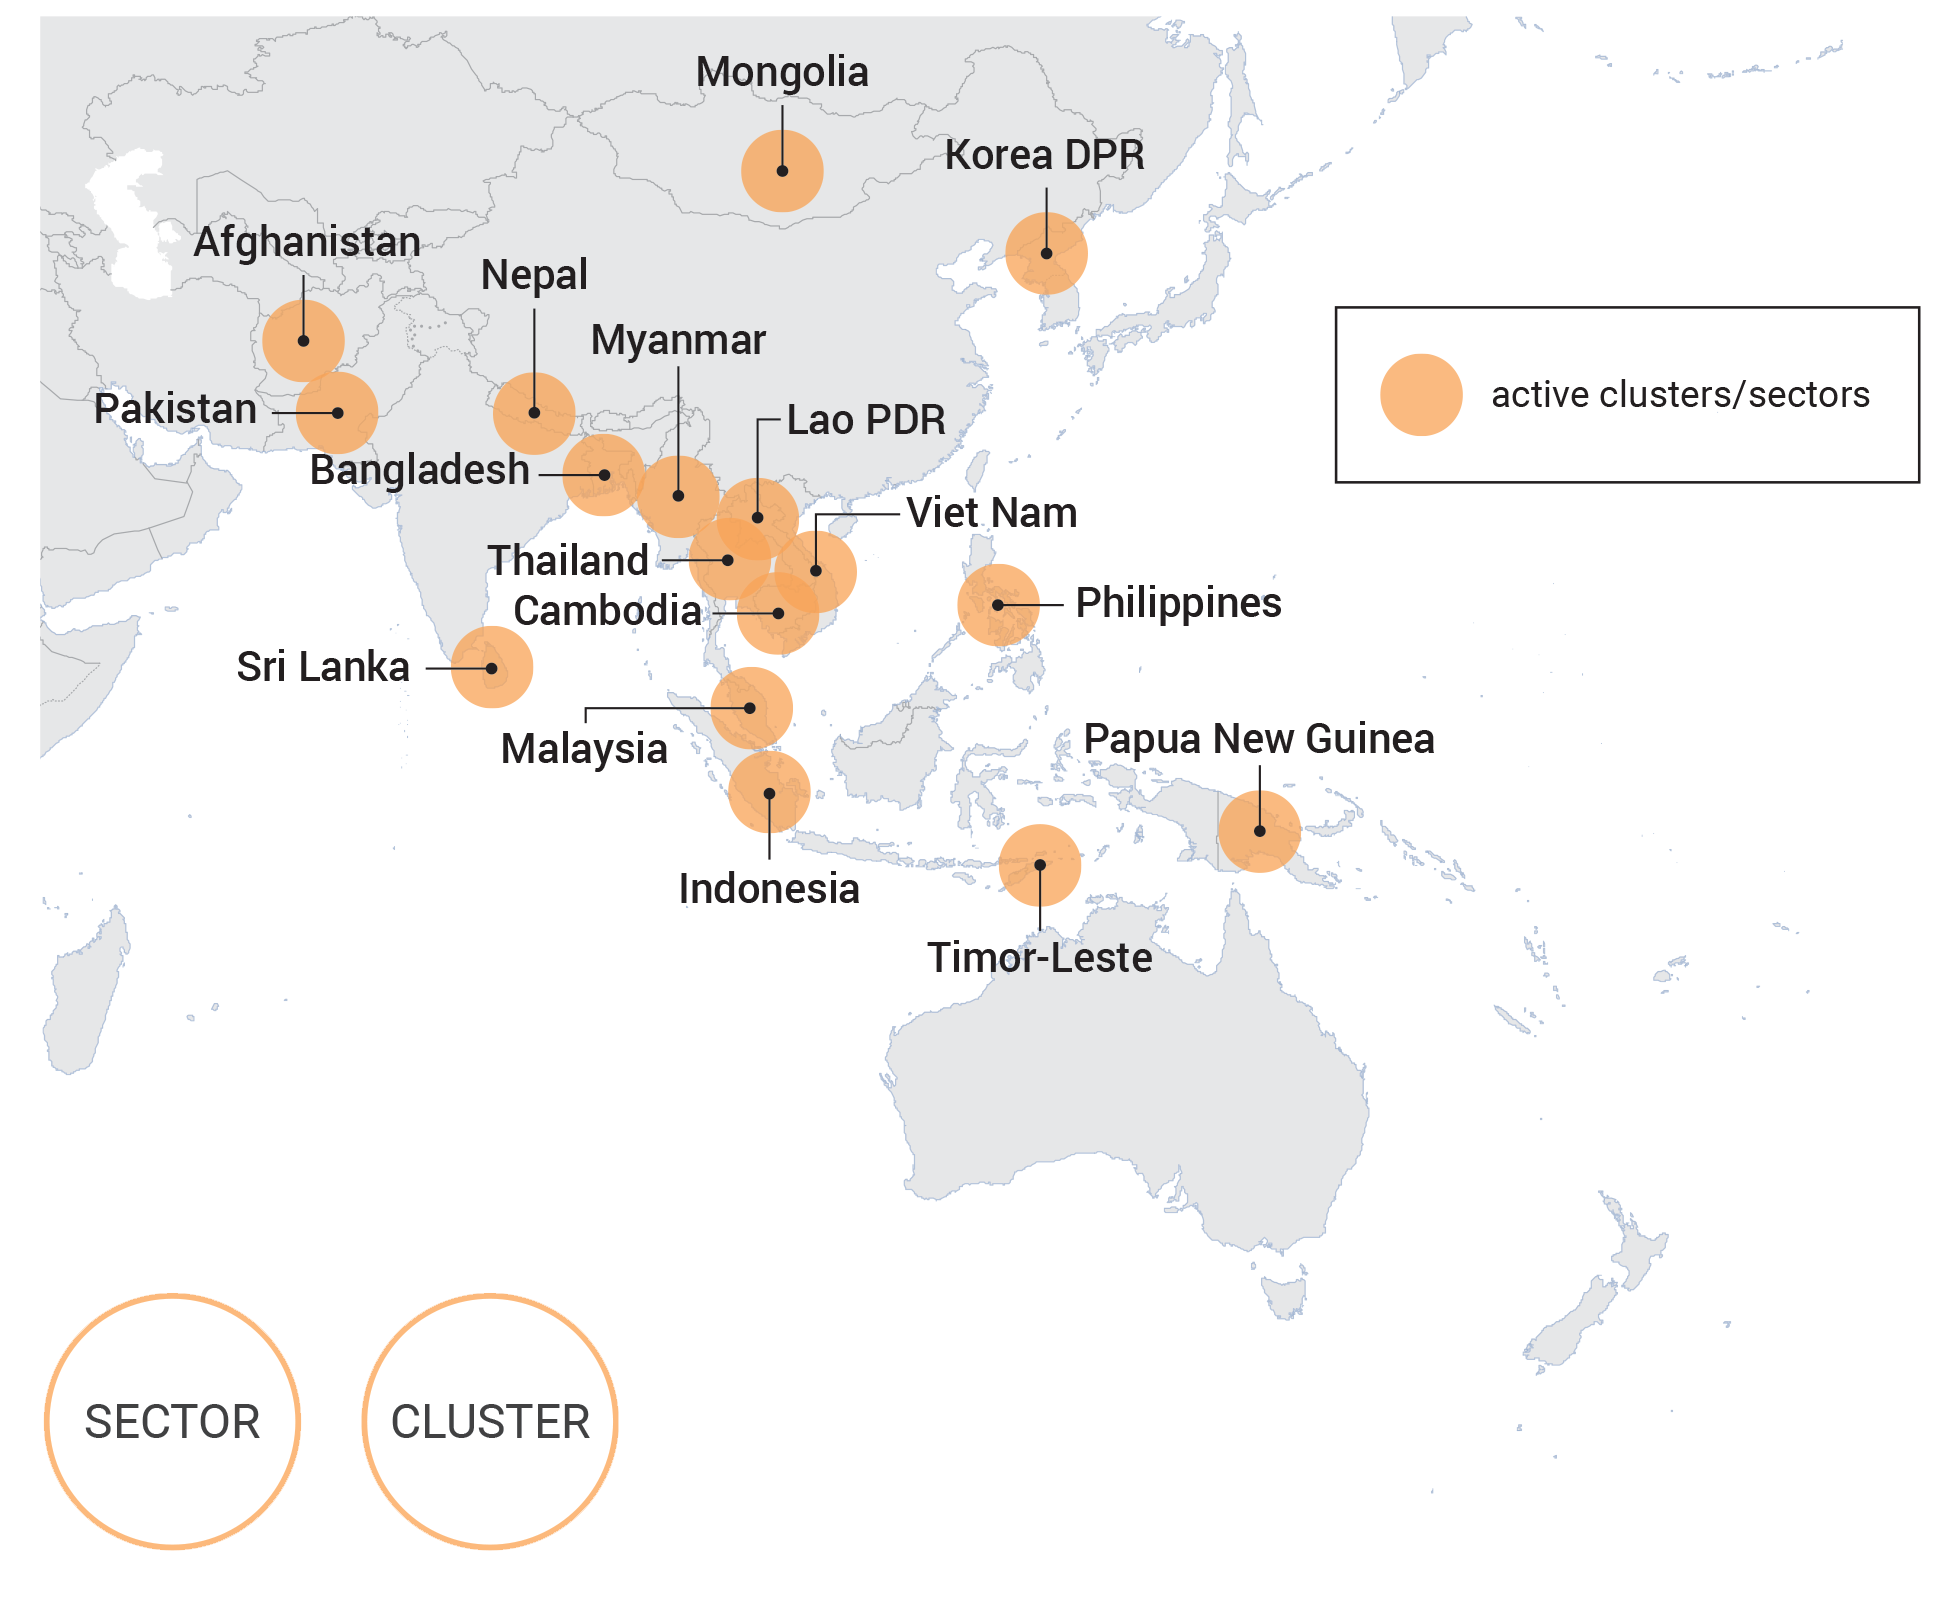 Mongolia
Korea DPR
Afghanistan
Nepal
Myanmar
active clusters/sectors
Pakistan
Lao PDR
Bangladesh
Viet Nam
Thailand
Cambodia
Philippines
Sri Lanka
Malaysia
Papua New Guinea
Indonesia
Timor-Leste
SECTOR
CLUSTER